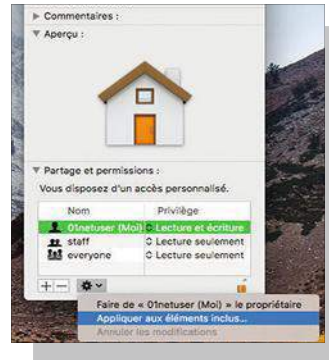 Commentaires :
Aperçu :
Partage et permissions :
Vous disposez d'un accès personnalisé.
Nom Privilège
01netuser (Moi) Lecture et écriture
staff Lecture seulement
everyone Lecture seulement
Faire de « 01netuser (Moi) » le propriétaire
Appliquer aux éléments inclus...
Annuler les modifications